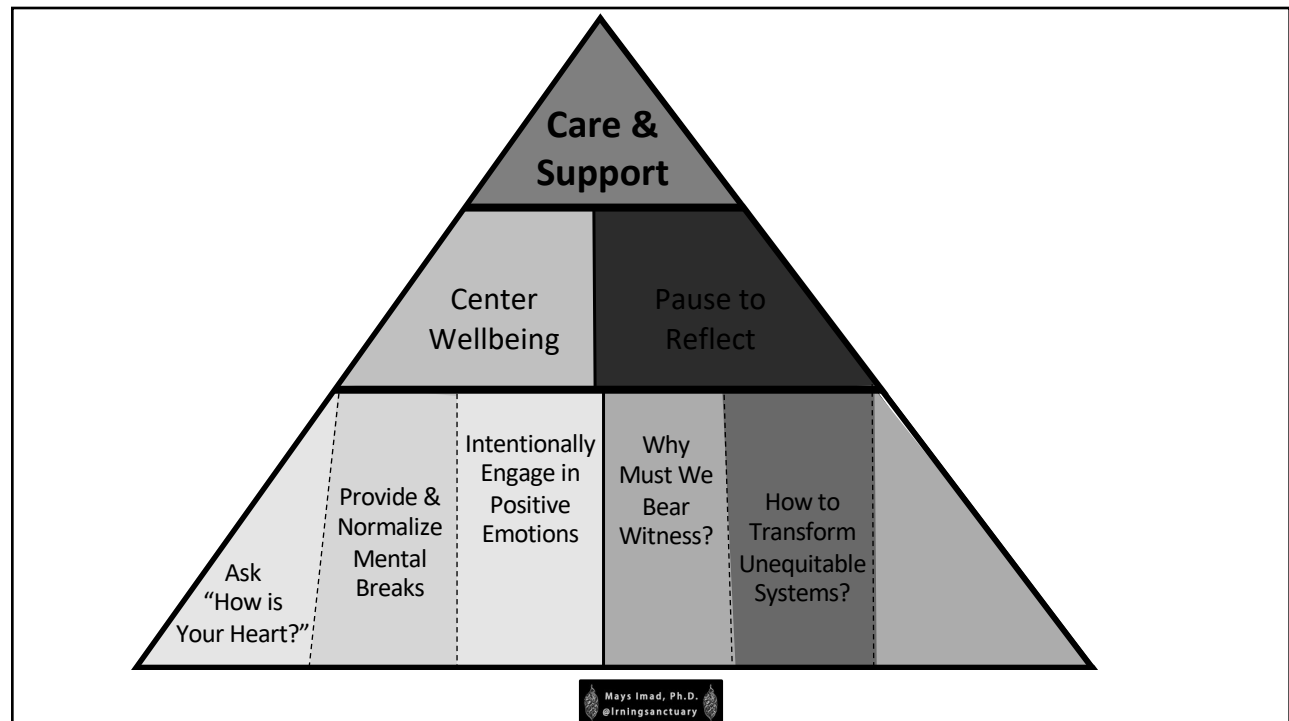 Care &
Support
Center
Wellbeing
Pause to
Reflect
Ask
“How is
Your Heart?”
Provide &
Normalize
Mental
Breaks
Intentionally
Engage in
Positive
Emotions
Why
Must We
Bear
Witness?
How to
Transform
Unequitable
Systems?
Mays Imad, Ph.D.
@lrningsanctuary